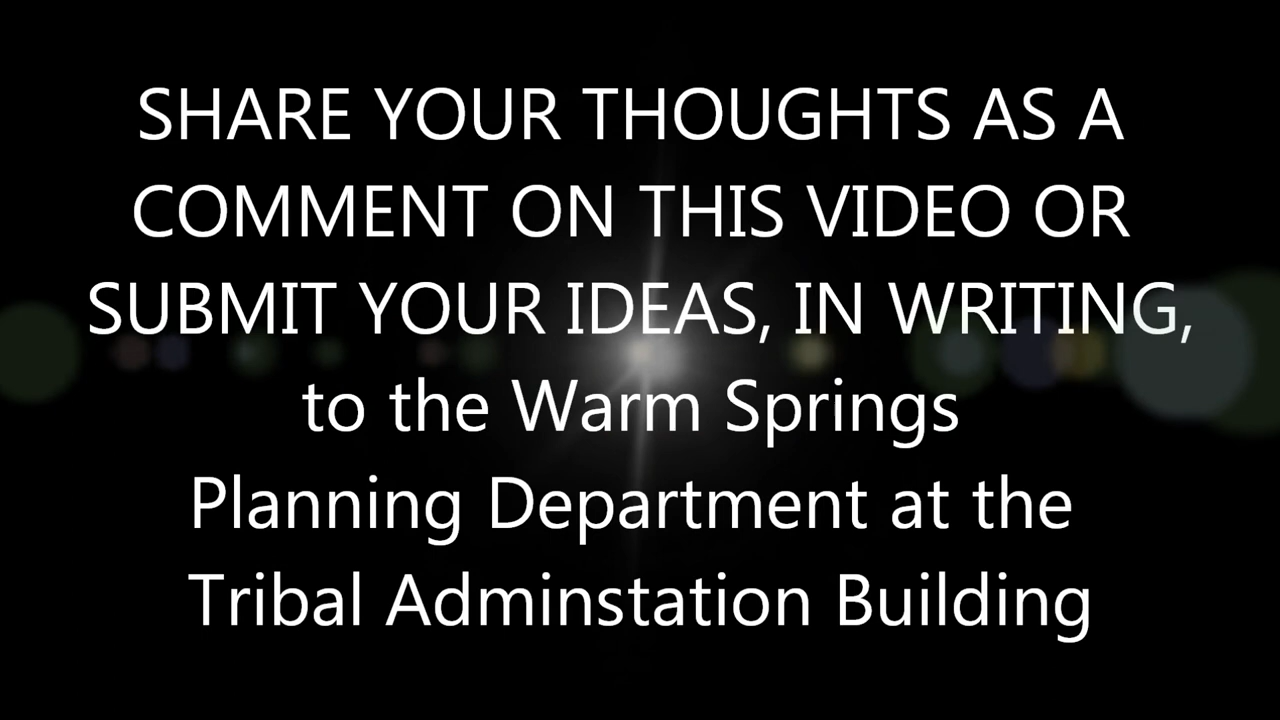 SHARE YOUR THOUGHTS AS A
COMMENT ON THIS VIDEO OR
SUBMIT YOUR IDEAS, IN WRITING,
to the Warm Springs
Planning Department at the
Tribal Adminstation Building